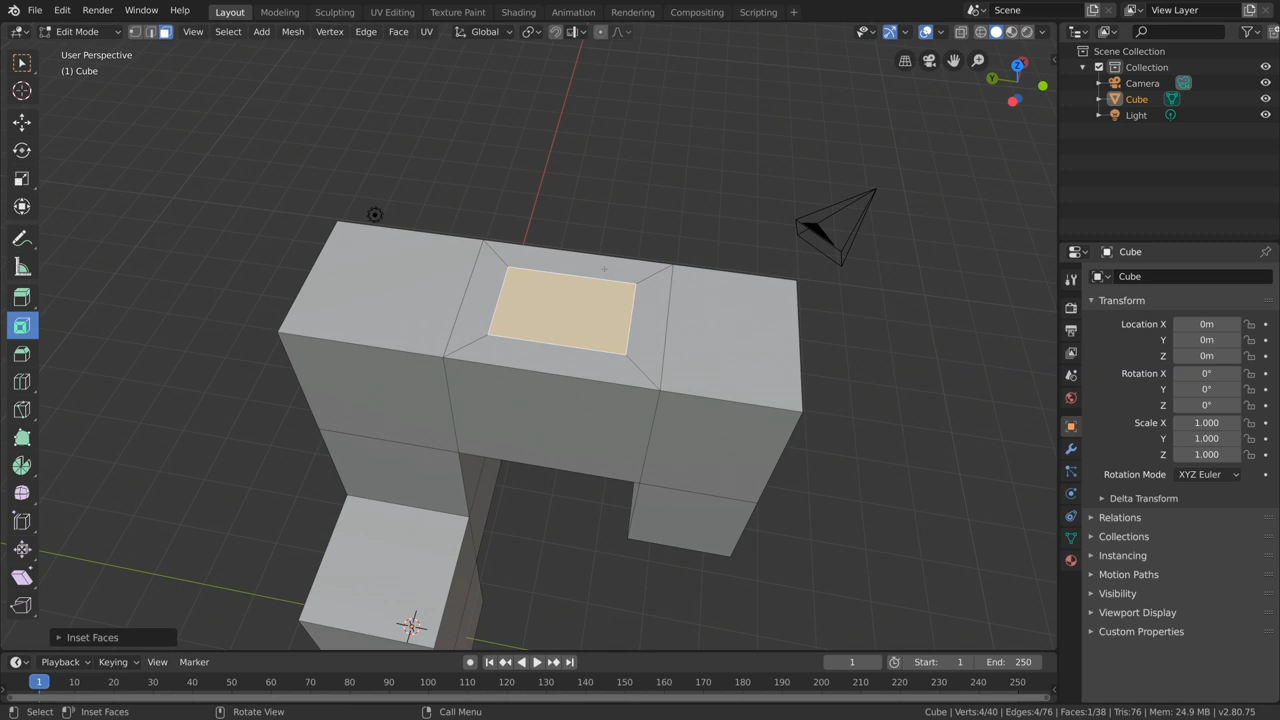 File Edit Render Window Help Layout Modeling Sculpting UV Editing Texture Paint Shading Animation Rendering Compositing Scripting + Scene View Layer
Edit Mode View Select Add Mesh Vertex Edge Face UV Global
User Perspective
(1) Cube
Z
Y
Scene Collection
Collection
Camera
Cube
Light
Cube
Cube
Transform
Location X 0m
Y 0m
Z 0m
Rotation X 0°
Y 0°
Z 0°
Scale X 1.000
Y 1.000
Z 1.000
Rotation Mode XYZ Euler
Delta Transform
Relations
Collections
Instancing
Motion Paths
Visibility
Viewport Display
Custom Properties
Inset Faces
Playback Keying View Marker 1 Start: 1 End: 250
1 10 20 30 40 50 60 70 80 90 100 110 120 130 140 150 160 170 180 190 200 210 220 230 240 250
Select Inset Faces Rotate View Call Menu Cube | Verts:4/40 | Edges:4/76 | Faces:1/38 | Tris:76 | Mem: 24.9 MB | v2.80.75